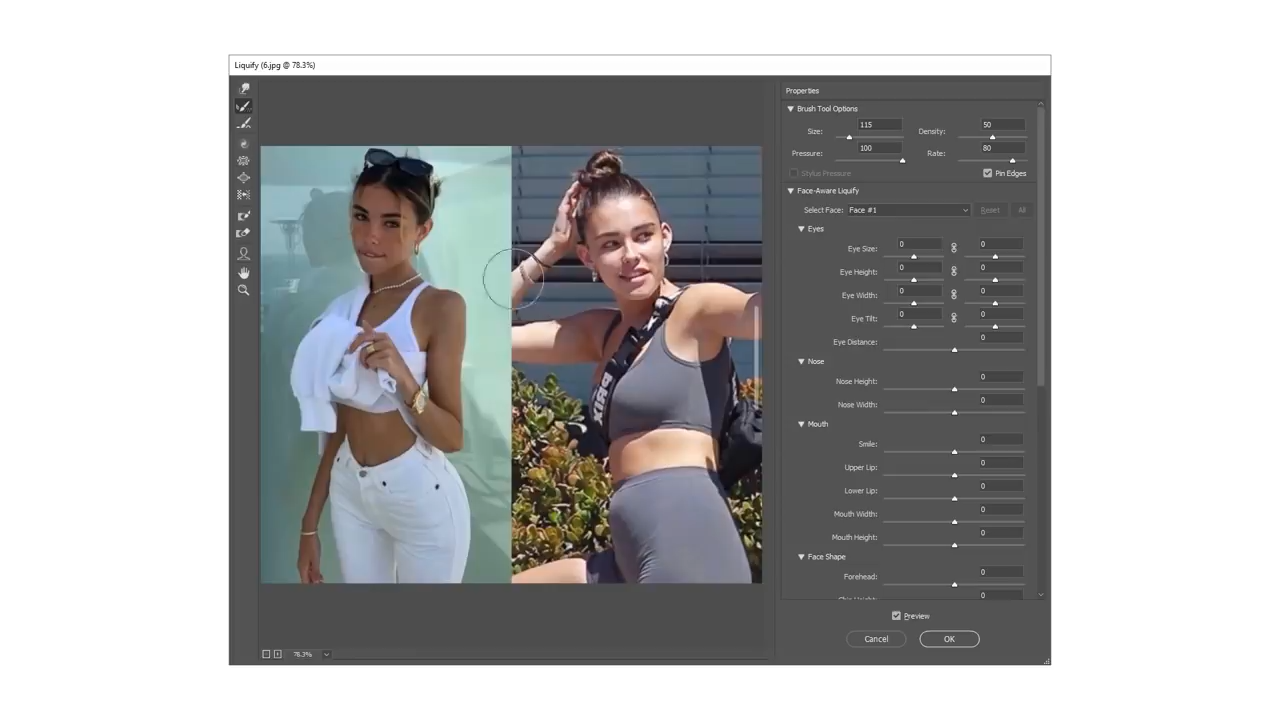 Liquify (6.jpg @ 78.3%)
Properties
Brush Tool Options
Size: 115 Density: 50
Pressure: 100 Rate: 80
Stylus Pressure Pin Edges
Face-Aware Liquify
Select Face: Face #1 Reset All
Eyes
Eye Size: 0 0
Eye Height: 0 0
Eye Width: 0 0
Eye Tilt: 0 0
Eye Distance: 0
Nose
Nose Height: 0
Nose Width: 0
Mouth
Smile: 0
Upper Lip: 0
Lower Lip: 0
Mouth Width: 0
Mouth Height: 0
Face Shape
Forehead: 0
Chin Height: 0
Preview
Cancel OK
78.3%